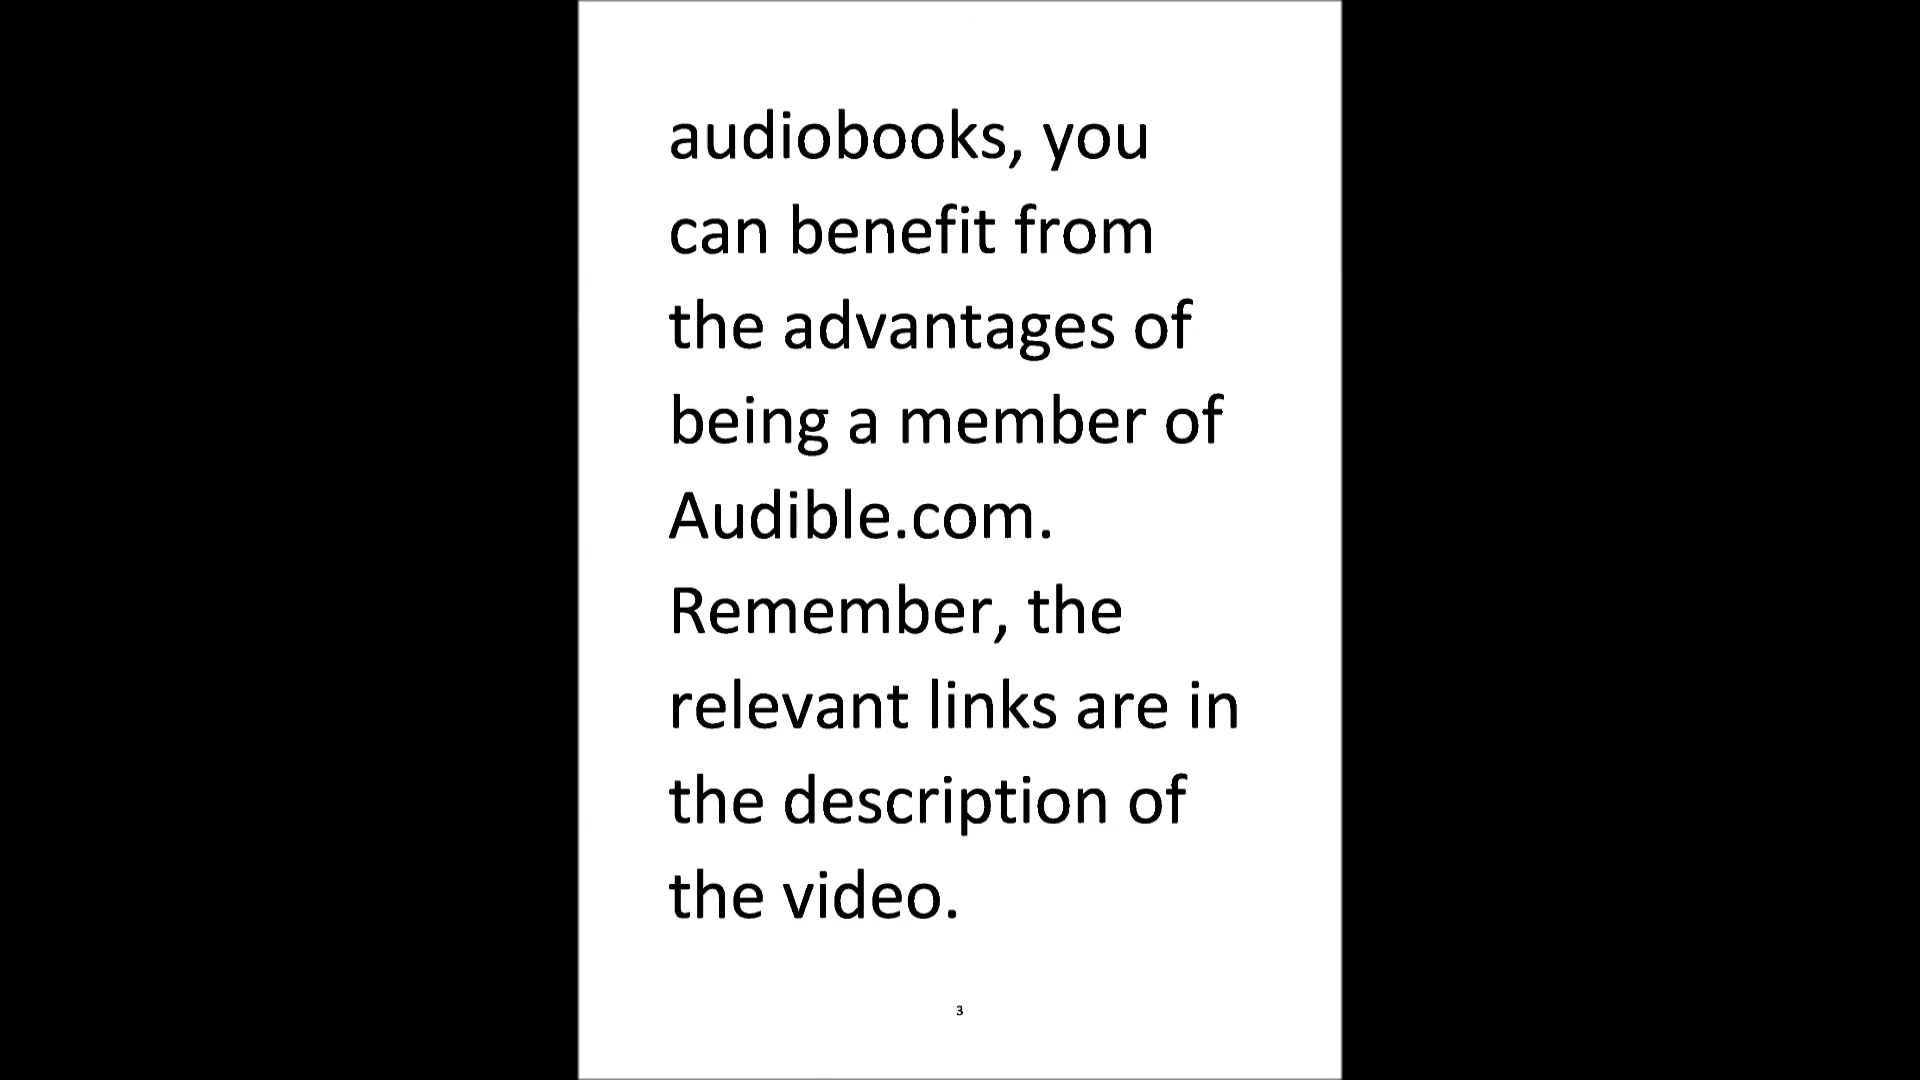 audiobooks, you
can benefit from
the advantages of
being a member of
Audible.com.
Remember, the
relevant links are in
the description of
the video.
3